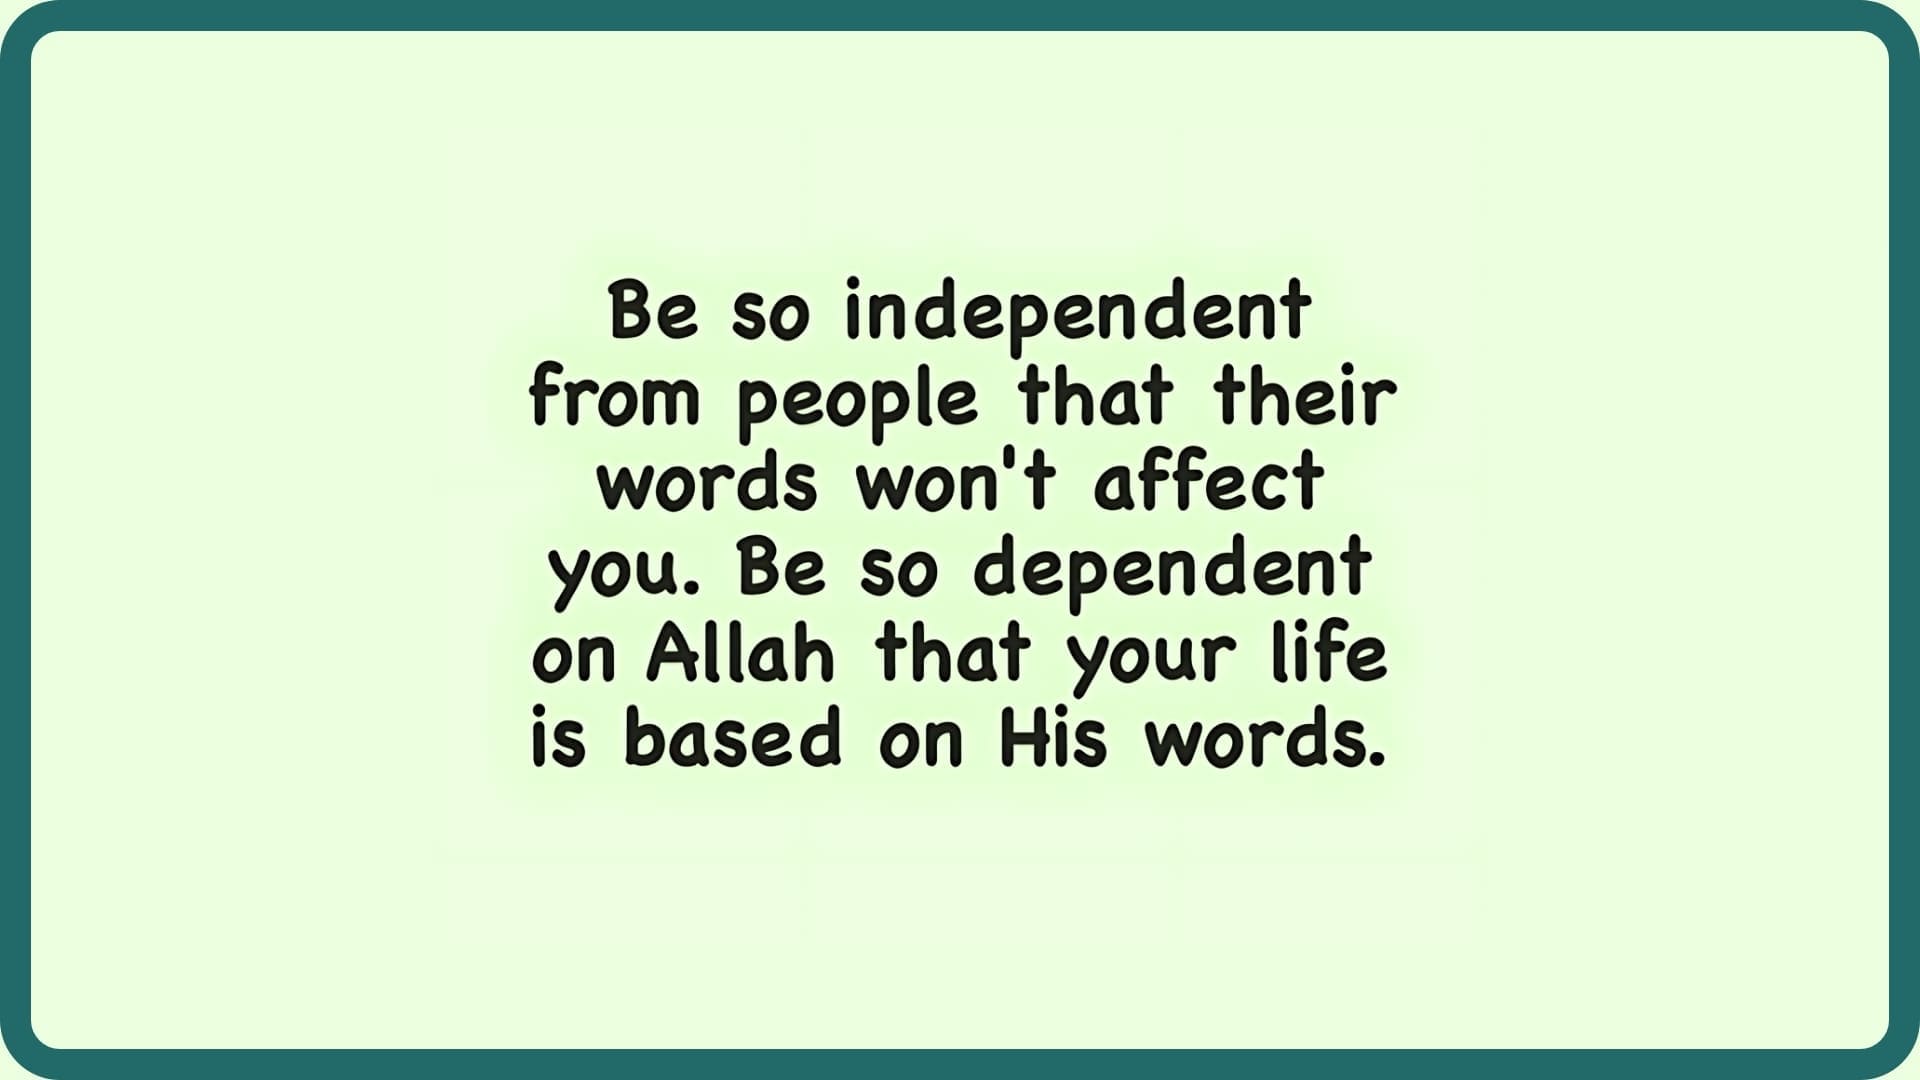 Be so independent
from people that their
words won't affect
you. Be so dependent
on Allah that your life
is based on His words.